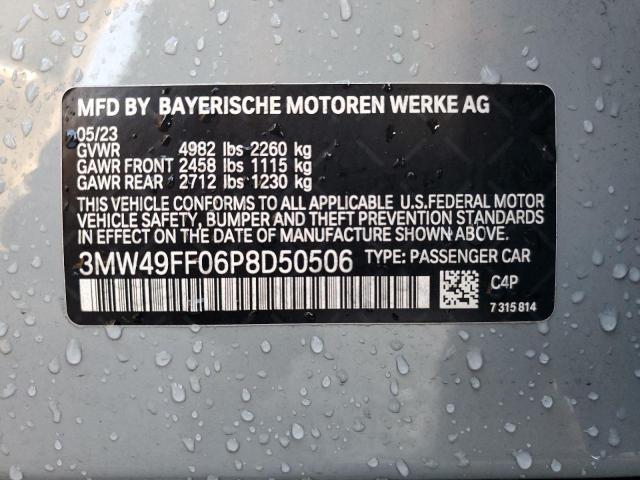 MFD BY BAYERISCHE MOTOREN WERKE AG
05/23
GVWR 4982 lbs 2260 kg
GAWR FRONT 2458 lbs 1115 kg
GAWR REAR 2712 lbs 1230 kg
THIS VEHICLE CONFORMS TO ALL APPLICABLE U.S.FEDERAL MOTOR
VEHICLE SAFETY, BUMPER AND THEFT PREVENTION STANDARDS
IN EFFECT ON THE DATE OF MANUFACTURE SHOWN ABOVE.
3MW49FF06P8D50506 TYPE: PASSENGER CAR
C4P
7 315 814